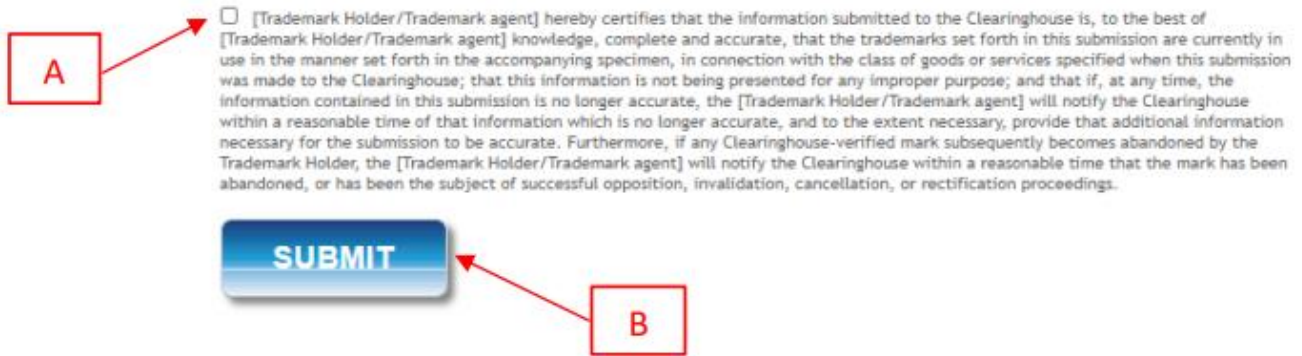 [Trademark Holder/Trademark agent] hereby certifies that the information submitted to the Clearinghouse is, to the best of
[Trademark Holder/Trademark agent] knowledge, complete and accurate, that the trademarks set forth in this submission are currently in
use in the manner set forth in the accompanying specimen, in connection with the class of goods or services specified when this submission
was made to the Clearinghouse; that this information is not being presented for any improper purpose; and that if, at any time, the
information contained in this submission is no longer accurate, the [Trademark Holder/Trademark agent] will notify the Clearinghouse
within a reasonable time of that information which is no longer accurate, and to the extent necessary, provide that additional information
necessary for the submission to be accurate. Furthermore, if any Clearinghouse-verified mark subsequently becomes abandoned by the
Trademark Holder, the [Trademark Holder/Trademark agent] will notify the Clearinghouse within a reasonable time that the mark has been
abandoned, or has been the subject of successful opposition, invalidation, cancellation, or rectification proceedings.
A
SUBMIT
B